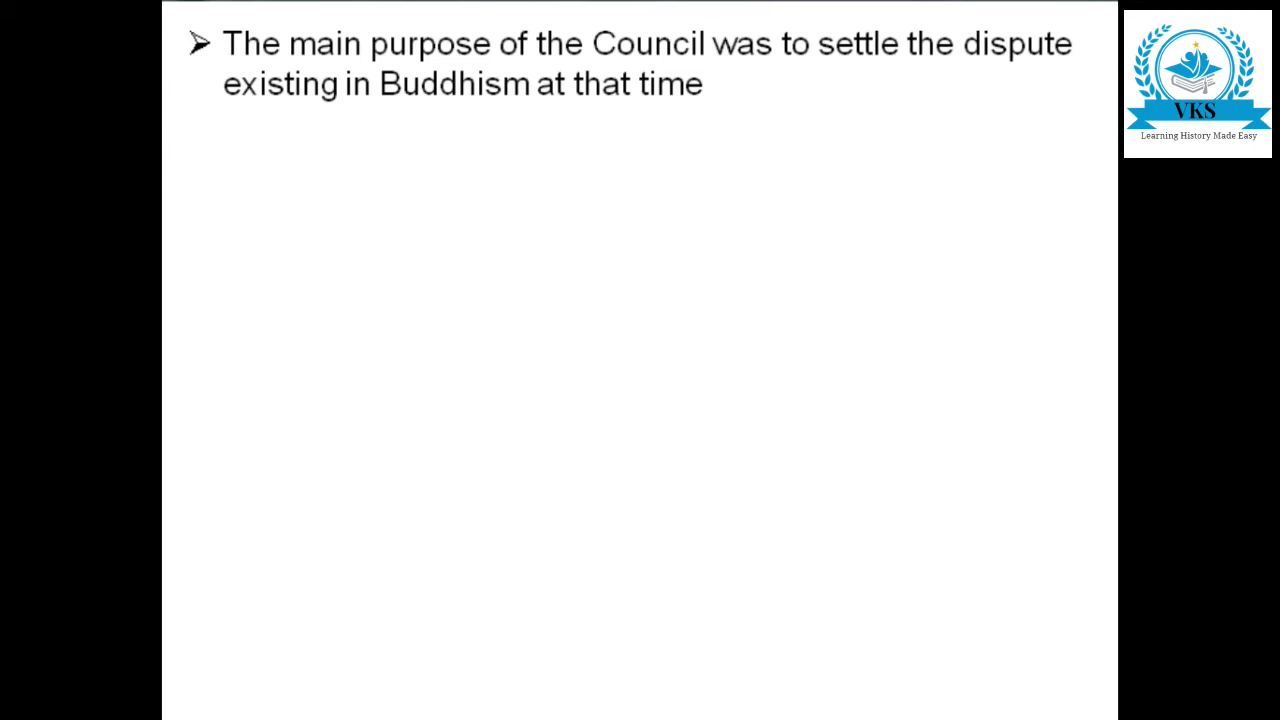 ➢ The main purpose of the Council was to settle the dispute
existing in Buddhism at that time
VKS
Learning History Made Easy